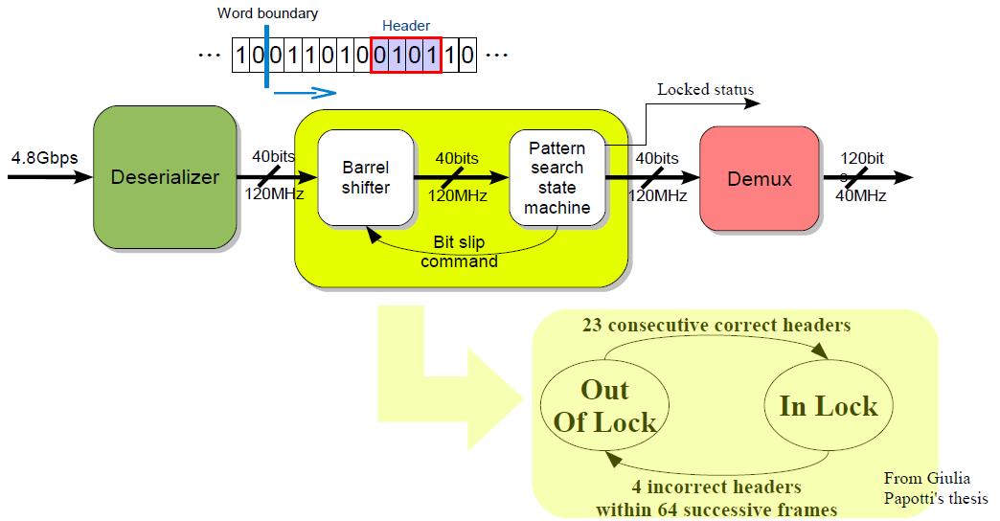 Word boundary
Header
... 1 0 0 1 1 0 1 0 0 1 0 1 1 0 ...
Locked status
4.8Gbps
Deserializer
40bits
120MHz
Barrel
shifter
40bits
120MHz
Pattern
search
state
machine
40bits
120MHz
Demux
120bit
s
40MHz
Bit slip
command
23 consecutive correct headers
Out
Of Lock
In Lock
4 incorrect headers
within 64 successive frames
From Giulia
Papotti's thesis